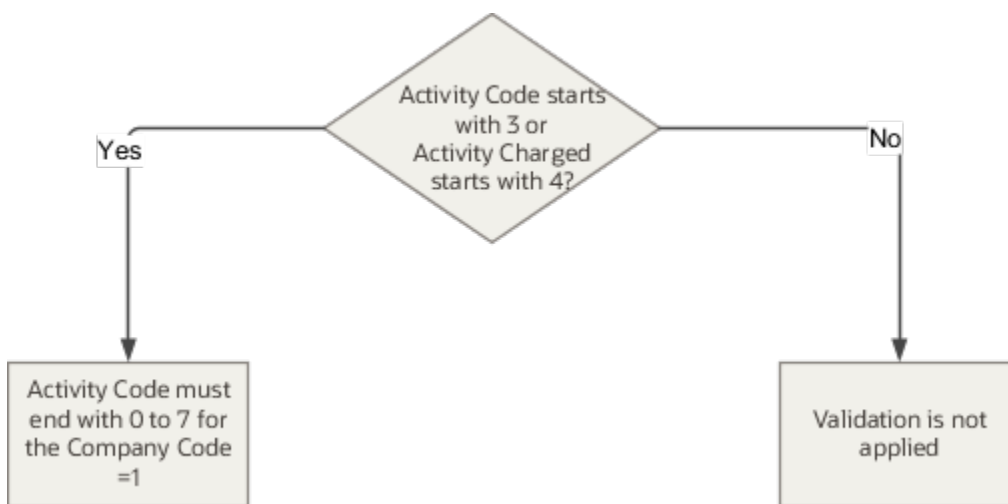 Activity Code starts
with 3 or
Activity Charged
starts with 4?
Yes
No
Activity Code must
end with 0 to 7 for
the Company Code
=1
Validation is not
applied